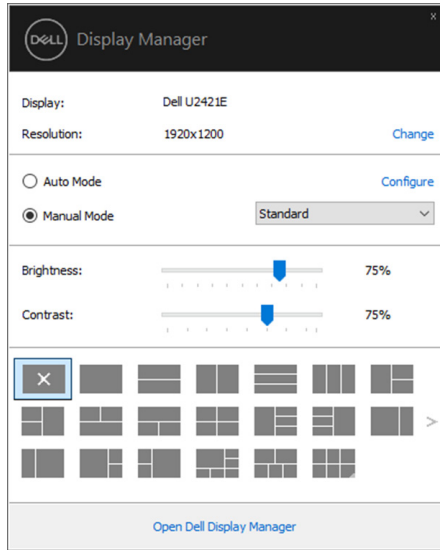 x
DELL Display Manager
Display: Dell U2421E
Resolution: 1920x1200 Change
Auto Mode Configure
Manual Mode Standard
Brightness: 75%
Contrast: 75%
Open Dell Display Manager